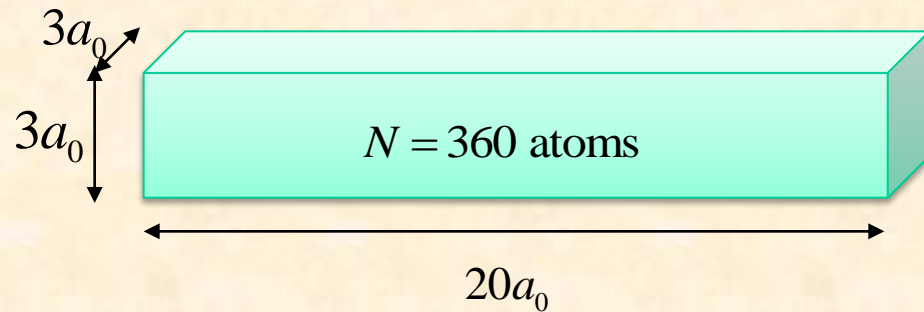 3a₀
3a₀
N = 360 atoms
20a₀